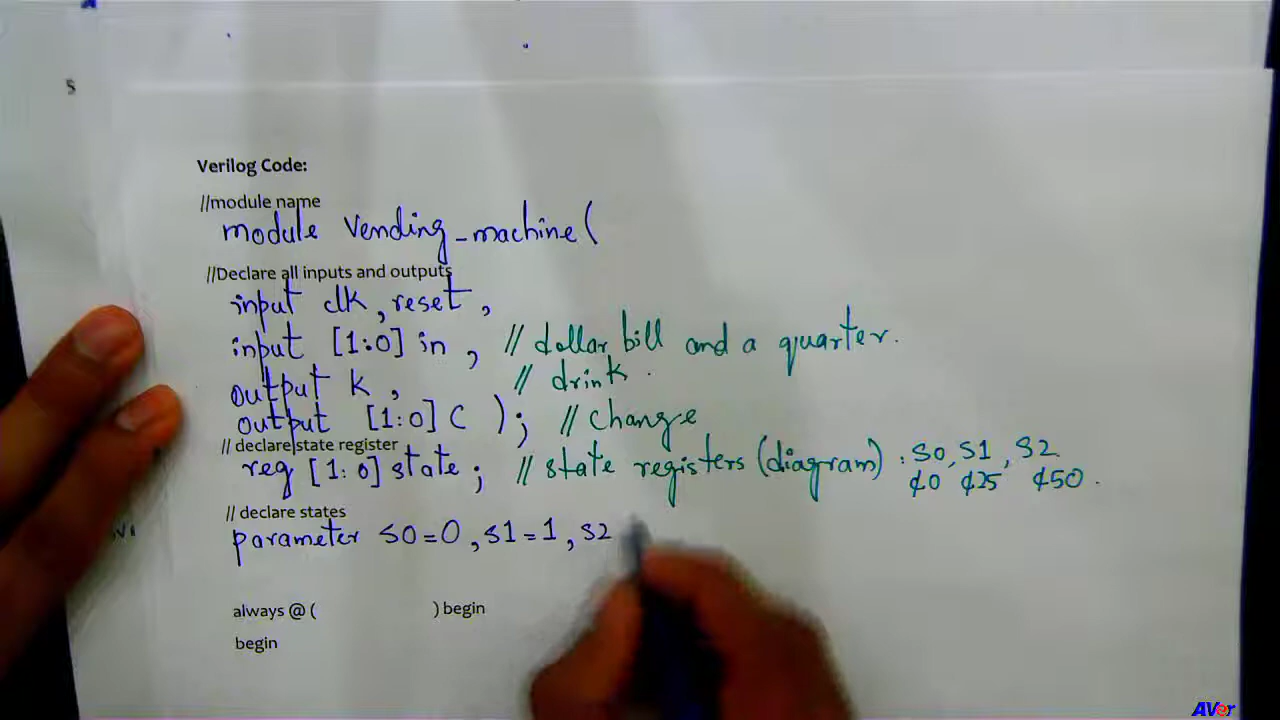 S
Verilog Code:
//module name
module Vending_machine(
//Declare all inputs and outputs
input clk, reset,
input [1:0] in, // dollar bill and a quarter.
output k, // drink.
output [1:0] C ); // Change
// declare state register
reg [1:0] state; // state registers (diagram) : S0, S1, S2
¢0 ¢25 ¢50.
// declare states
parameter S0=0, S1=1, S2
always @ ( ) begin
begin
AVer